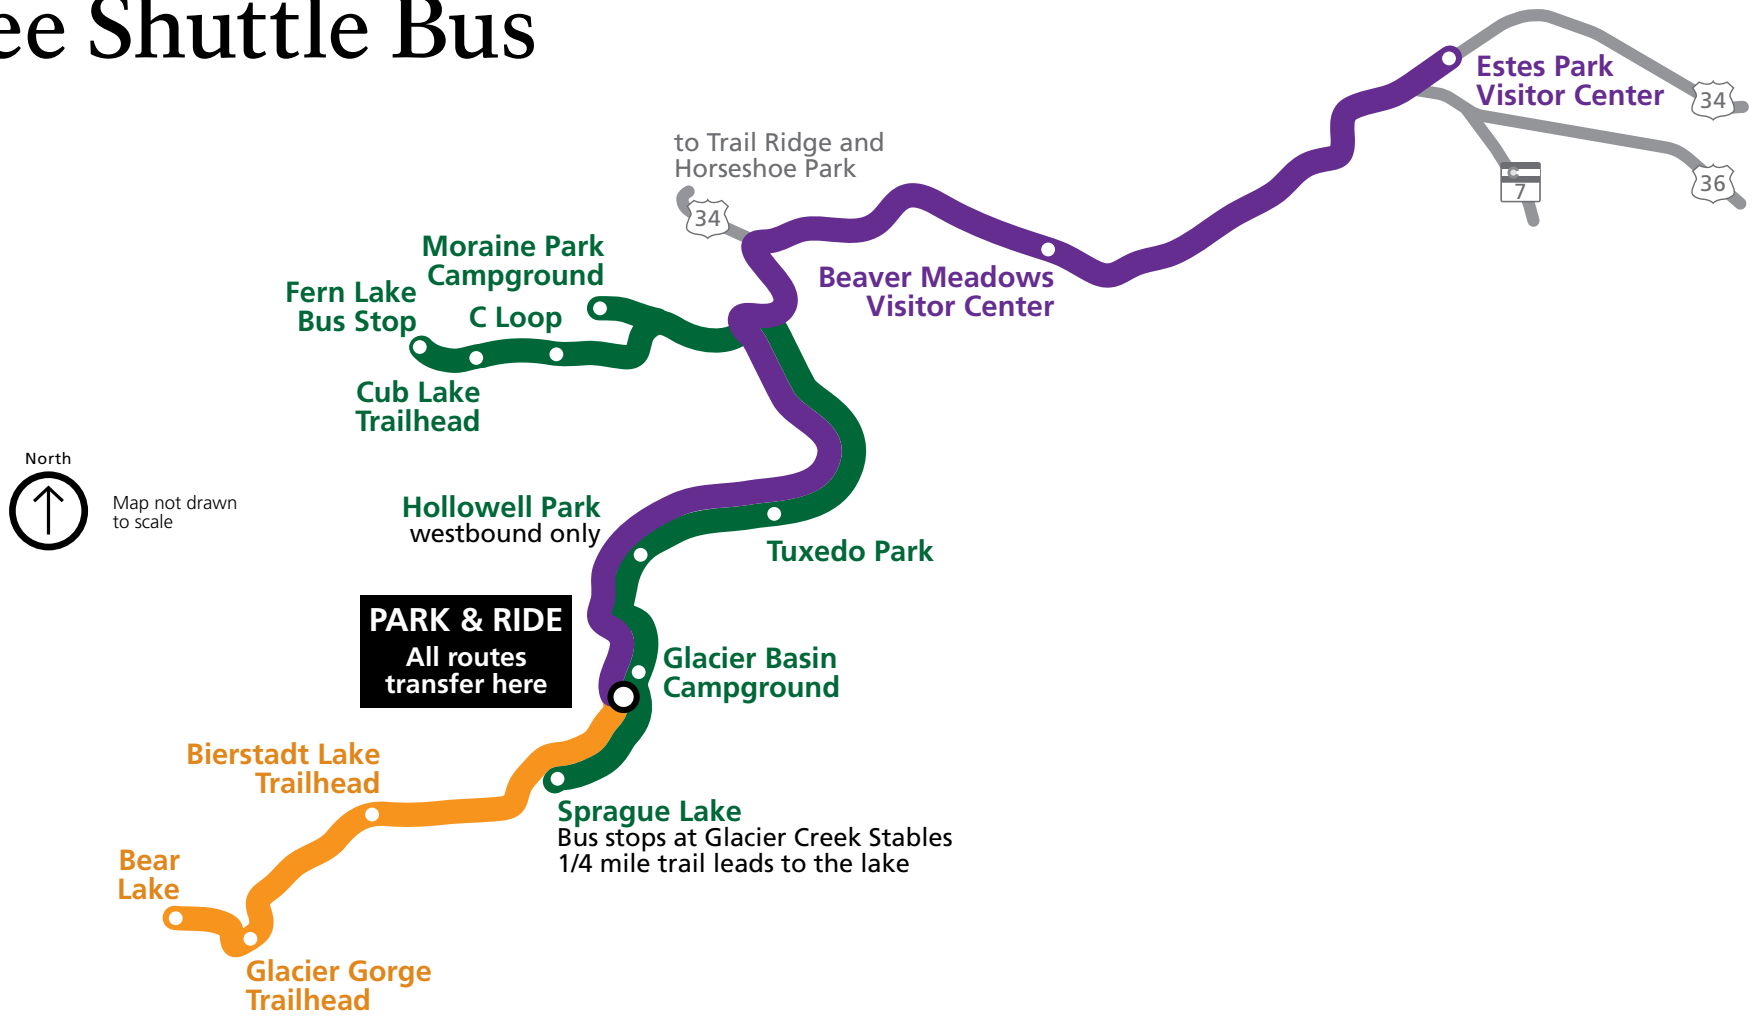 ee Shuttle Bus
Estes Park
Visitor Center
34
36
7
to Trail Ridge and
Horseshoe Park
34
Moraine Park
Campground
Beaver Meadows
Visitor Center
Fern Lake
Bus Stop
C Loop
Cub Lake
Trailhead
North
Map not drawn
to scale
Hollowell Park
westbound only
Tuxedo Park
PARK & RIDE
All routes
transfer here
Glacier Basin
Campground
Bierstadt Lake
Trailhead
Sprague Lake
Bus stops at Glacier Creek Stables
1/4 mile trail leads to the lake
Bear
Lake
Glacier Gorge
Trailhead